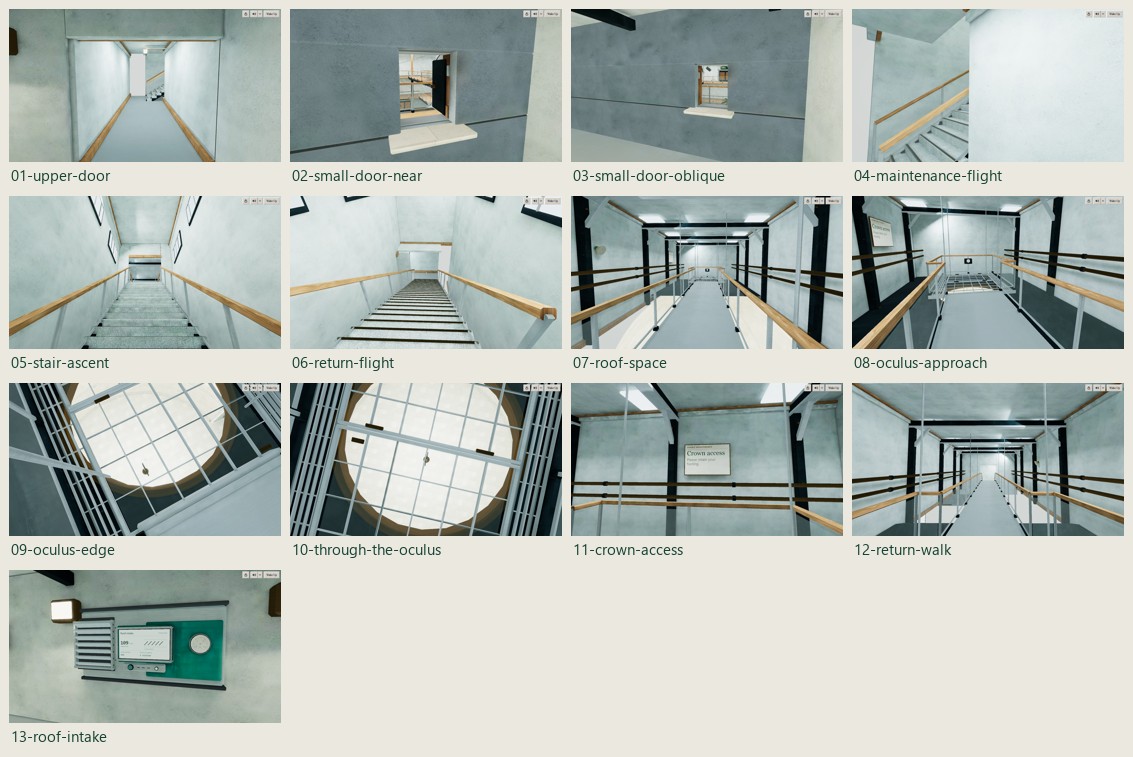 01-upper-door
02-small-door-near
03-small-door-oblique
04-maintenance-flight
05-stair-ascent
06-return-flight
07-roof-space
08-oculus-approach
09-oculus-edge
10-through-the-oculus
Crown access
11-crown-access
12-return-walk
13-roof-intake